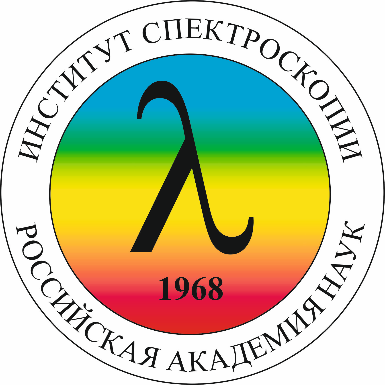 ИНСТИТУТ СПЕКТРОСКОПИИ
λ
1968
РОССИЙСКАЯ АКАДЕМИЯ НАУК